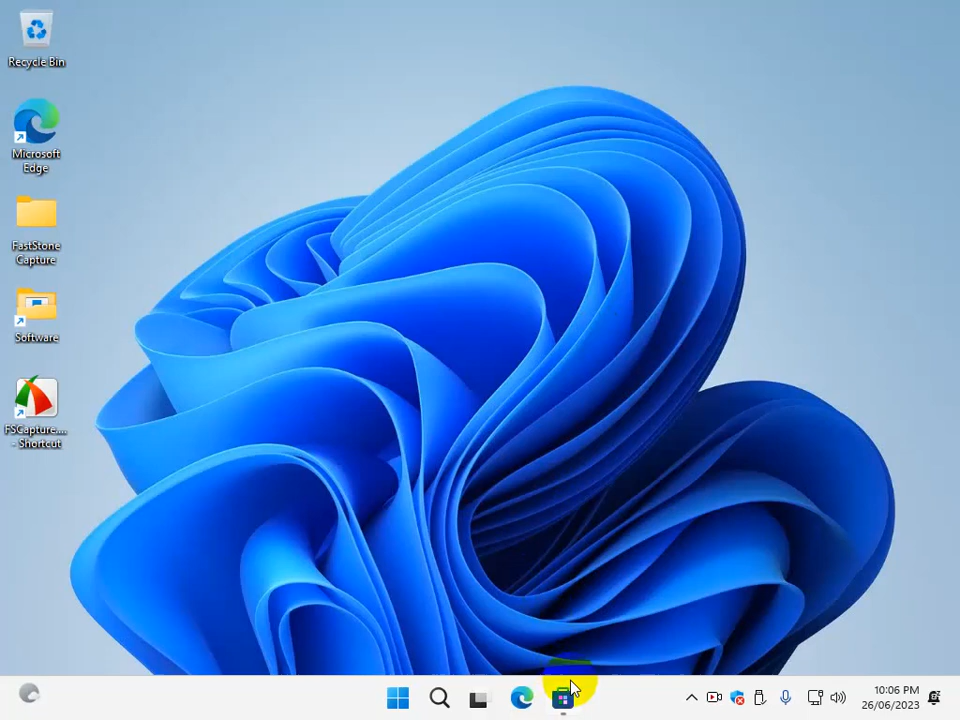 Recycle Bin
Microsoft
Edge
FastStone
Capture
Software
FSCapture....
- Shortcut
10:06 PM
26/06/2023